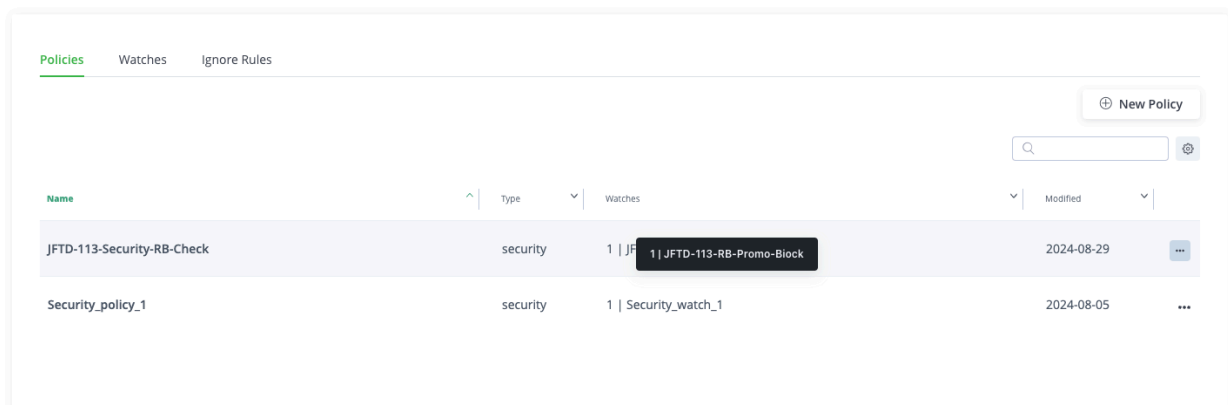 Policies Watches Ignore Rules
New Policy
Name Type Watches Modified
JFTD-113-Security-RB-Check security 1 | JF 2024-08-29 ...
1 | JFTD-113-RB-Promo-Block
Security_policy_1 security 1 | Security_watch_1 2024-08-05 ...